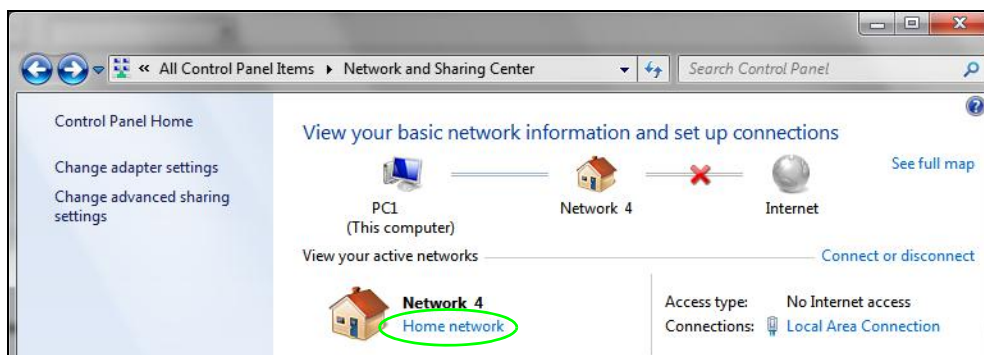 « All Control Panel Items ▸ Network and Sharing Center
Search Control Panel
Control Panel Home
Change adapter settings
Change advanced sharing
settings
View your basic network information and set up connections
See full map
PC1
(This computer)
Network 4
Internet
View your active networks
Connect or disconnect
Network 4
Home network
Access type: No Internet access
Connections: Local Area Connection